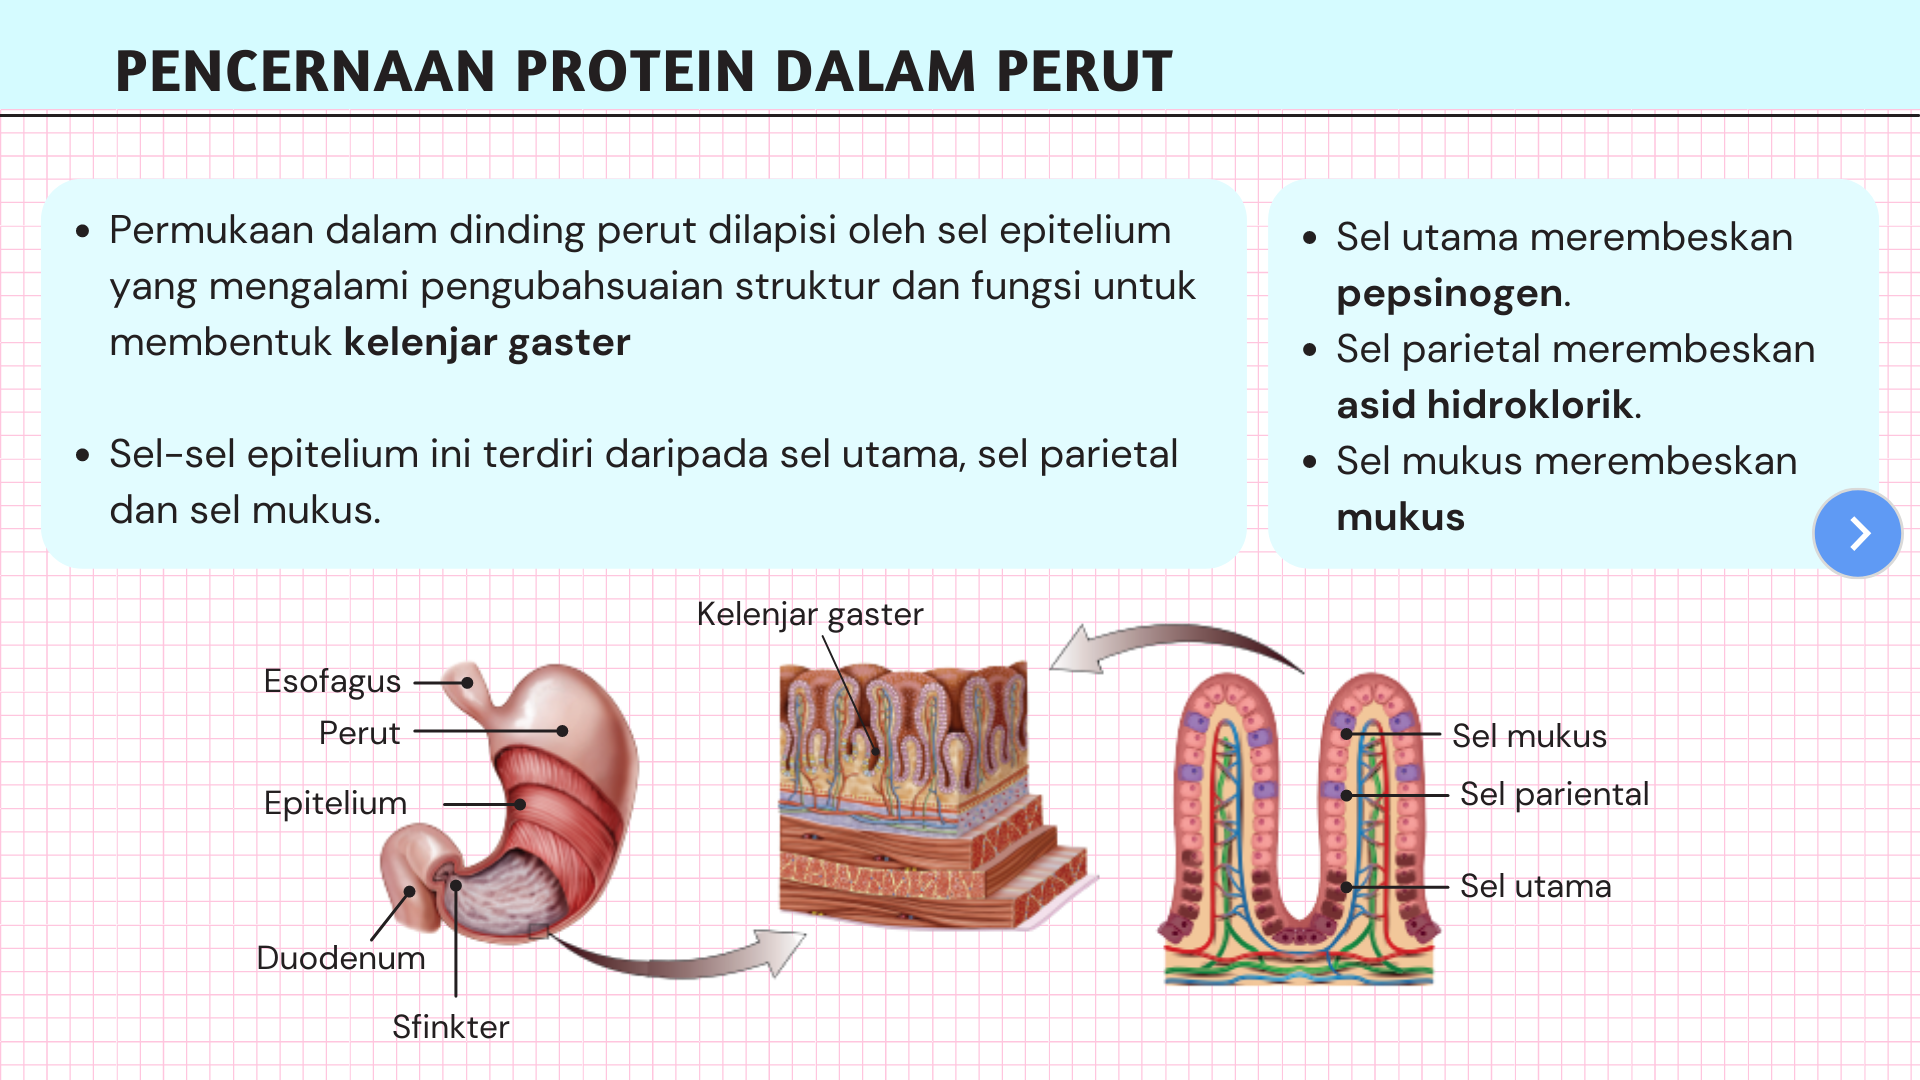 PENCERNAAN PROTEIN DALAM PERUT
• Permukaan dalam dinding perut dilapisi oleh sel epitelium
yang mengalami pengubahsuaian struktur dan fungsi untuk
membentuk kelenjar gaster
• Sel-sel epitelium ini terdiri daripada sel utama, sel parietal
dan sel mukus.
• Sel utama merembeskan
pepsinogen.
• Sel parietal merembeskan
asid hidroklorik.
• Sel mukus merembeskan
mukus
Kelenjar gaster
Esofagus
Perut
Epitelium
Duodenum
Sfinkter
Sel mukus
Sel pariental
Sel utama